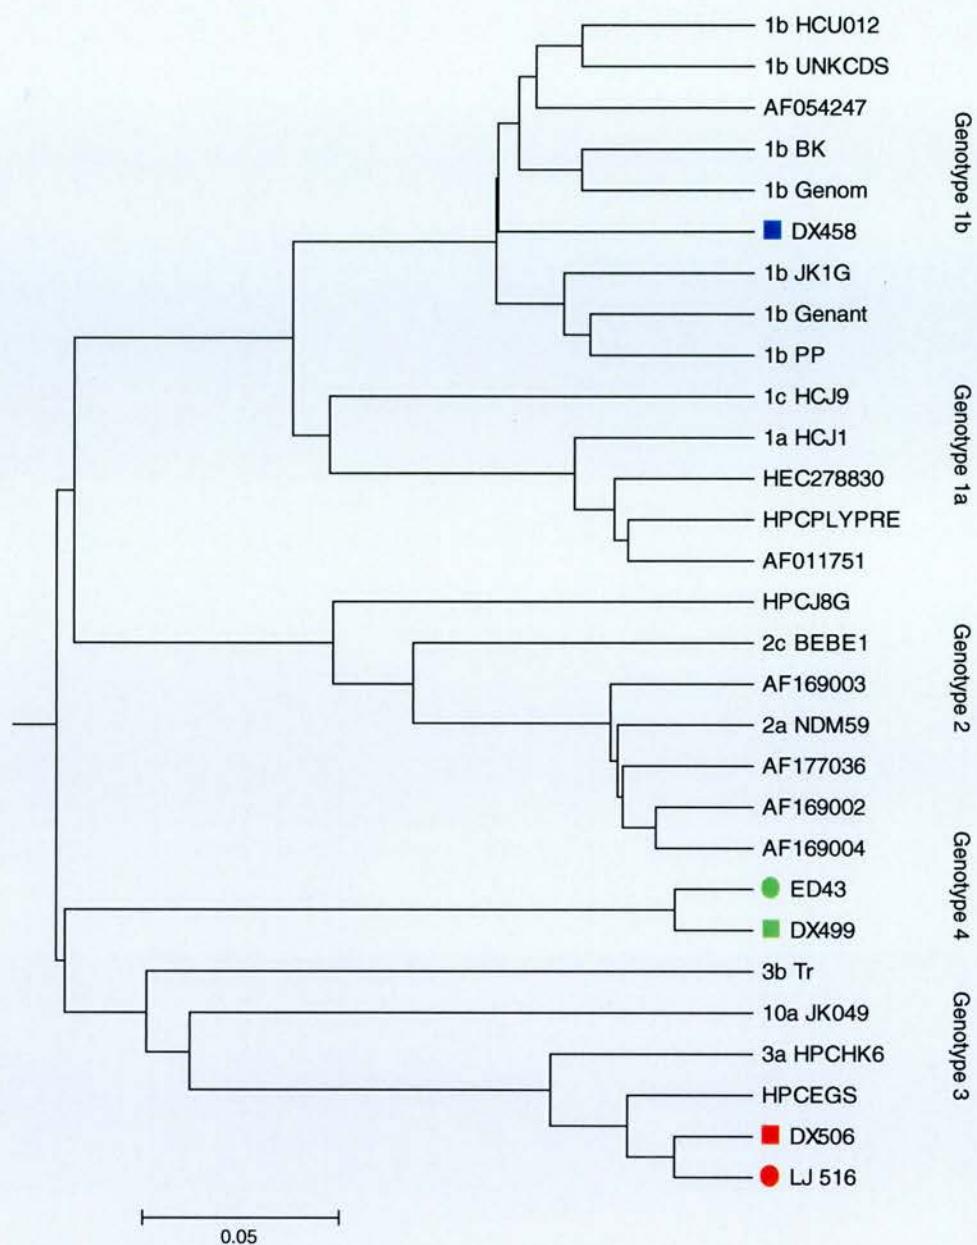 1b HCU012
1b UNKCDS
AF054247
1b BK
1b Genom
DX458
1b JK1G
1b Genant
1b PP
1c HCJ9
1a HCJ1
HEC278830
HPCPLYPRE
AF011751
HPCJ8G
2c BEBE1
AF169003
2a NDM59
AF177036
AF169002
AF169004
ED43
DX499
3b Tr
10a JK049
3a HPCHK6
HPCEGS
DX506
LJ 516
Genotype 1b
Genotype 1a
Genotype 2
Genotype 4
Genotype 3
0.05